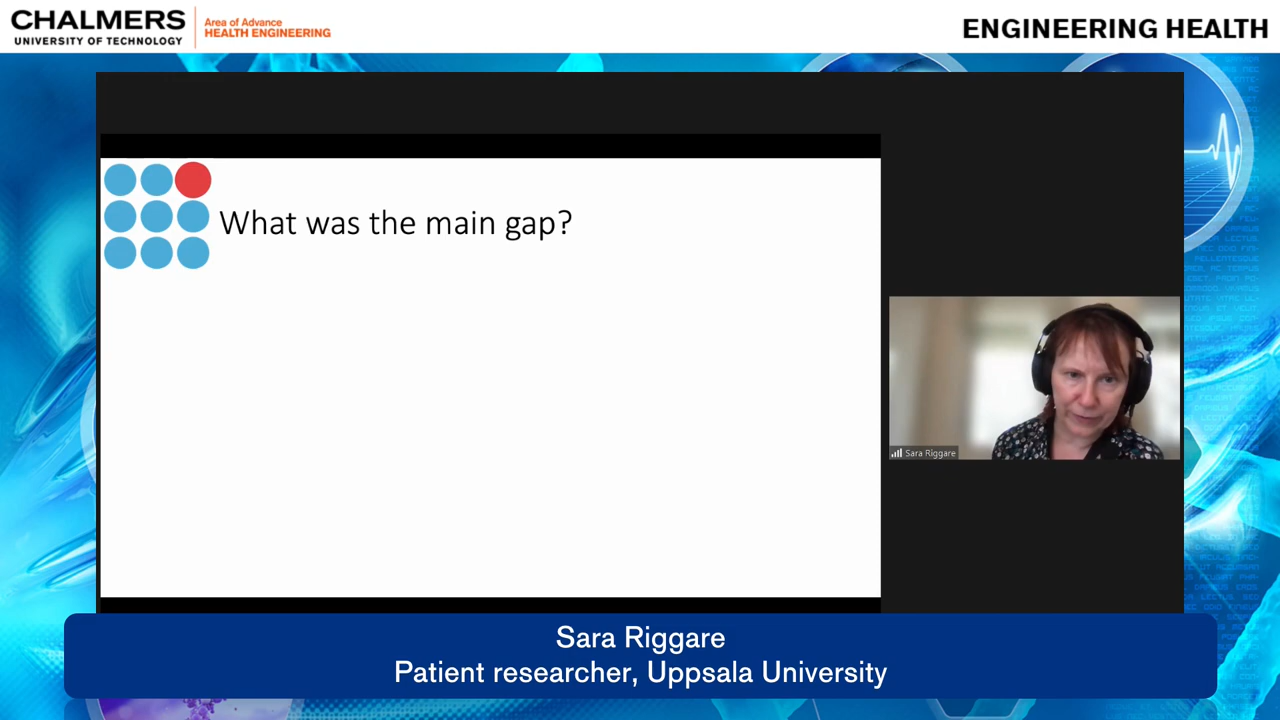 CHALMERS
UNIVERSITY OF TECHNOLOGY
Area of Advance
HEALTH ENGINEERING
ENGINEERING HEALTH
What was the main gap?
Sara Riggare
Sara Riggare
Patient researcher, Uppsala University